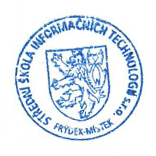 STŘEDNÍ ŠKOLA INFORMAČNÍCH TECHNOLOGIÍ s.r.o.
FRÝDEK-MÍSTEK